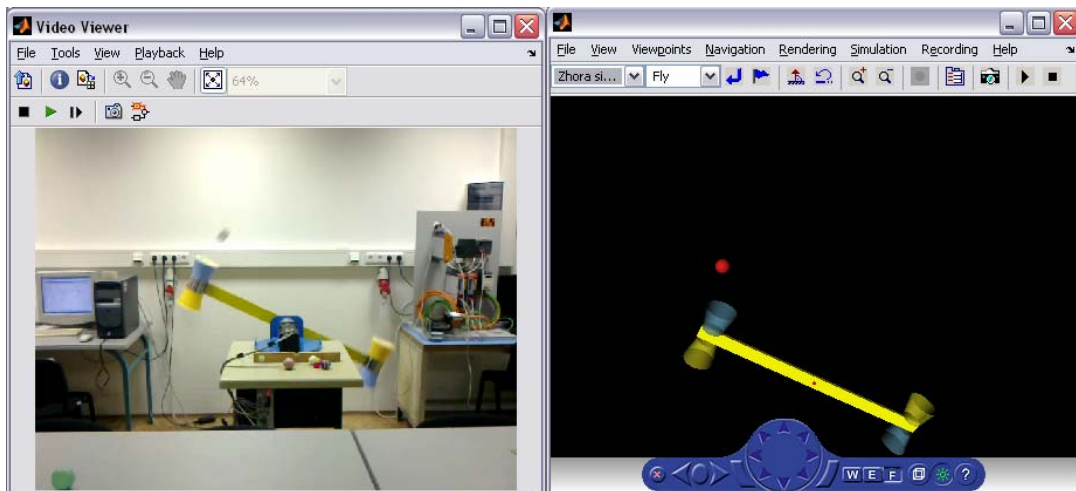 Video Viewer
File Tools View Playback Help
64%
File View Viewpoints Navigation Rendering Simulation Recording Help
Zhora si... Fly
W E F ?